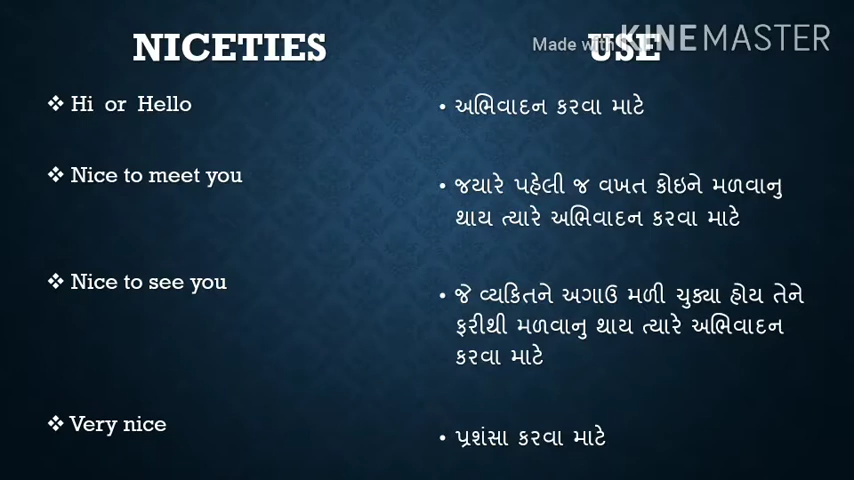 NICETIES
USE
Made with KINEMASTER
❖ Hi or Hello
• અભિવાદન કરવા માટે
❖ Nice to meet you
• જયારે પહેલી જ વખત કોઇને મળવાનુ
થાય ત્યારે અભિવાદન કરવા માટે
❖ Nice to see you
• જે વ્યકિતને અગાઉ મળી ચુક્યા હોય તેને
ફરીથી મળવાનુ થાય ત્યારે અભિવાદન
કરવા માટે
❖ Very nice
• પ્રશંસા કરવા માટે